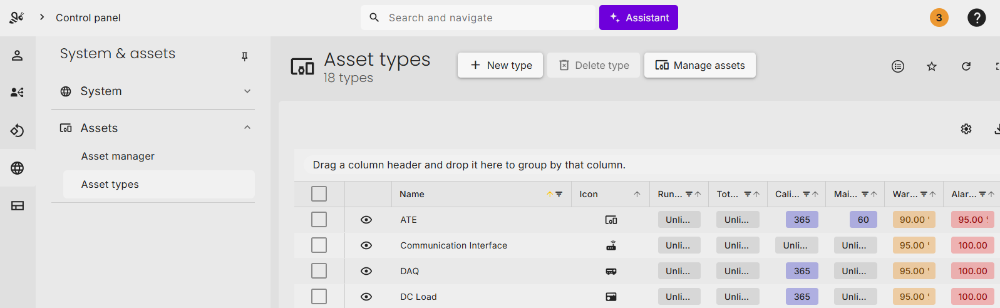 Control panel
Search and navigate
Assistant
3
?
System & assets
System
Assets
Asset manager
Asset types
Asset types
18 types
New type
Delete type
Manage assets
Drag a column header and drop it here to group by that column.
Name Icon Run... Tot... Cali... Mai... War... Alar...
ATE Unli... Unli... 365 60 90.00 95.00
Communication Interface Unli... Unli... Unli... Unli... 95.00 100.00
DAQ Unli... Unli... 365 Unli... 95.00 100.00
DC Load Unli... Unli... 365 Unli... 95.00 100.00